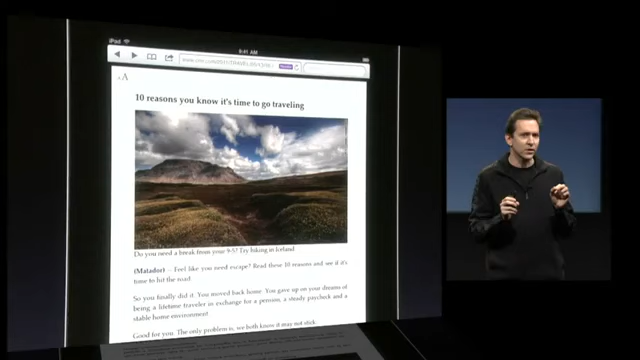 iPad
9:41 AM
Reader
AA
10 reasons you know it's time to go traveling
Do you need a break from your 9-5? Try hiking in Iceland
(Matador) -- Feel like you need escape? Read these 10 reasons and see if it's
time to hit the road.
So you finally did it. You moved back home. You gave up on your dreams of
being a lifetime traveler in exchange for a pension, a steady paycheck and a
stable home environment.
Good for you. The only problem is, we both know it may not stick.